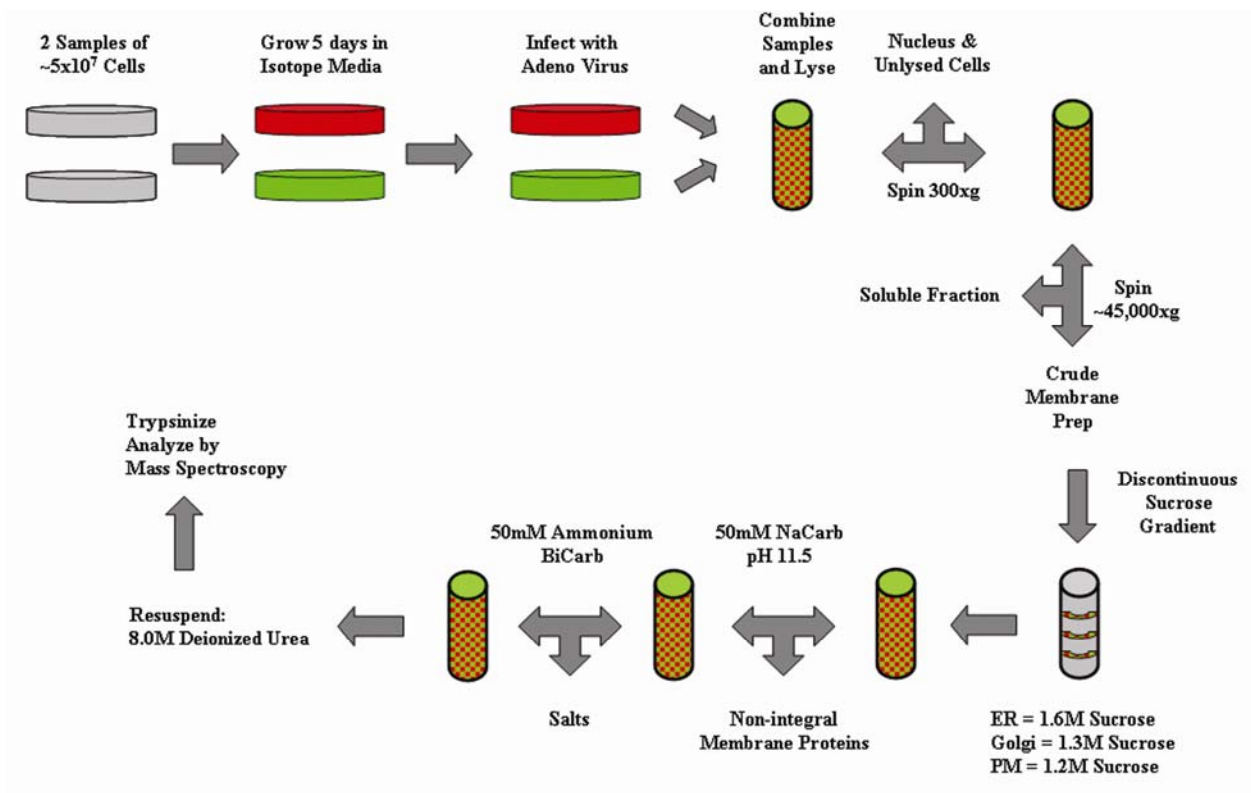 2 Samples of
~5x10⁷ Cells
Grow 5 days in
Isotope Media
Infect with
Adeno Virus
Combine
Samples
and Lyse
Nucleus &
Unlysed Cells
Spin 300xg
Soluble Fraction
Spin
~45,000xg
Crude
Membrane
Prep
Discontinuous
Sucrose
Gradient
ER = 1.6M Sucrose
Golgi = 1.3M Sucrose
PM = 1.2M Sucrose
50mM NaCarb
pH 11.5
Non-integral
Membrane Proteins
50mM Ammonium
BiCarb
Salts
Resuspend:
8.0M Deionized Urea
Trypsinize
Analyze by
Mass Spectroscopy